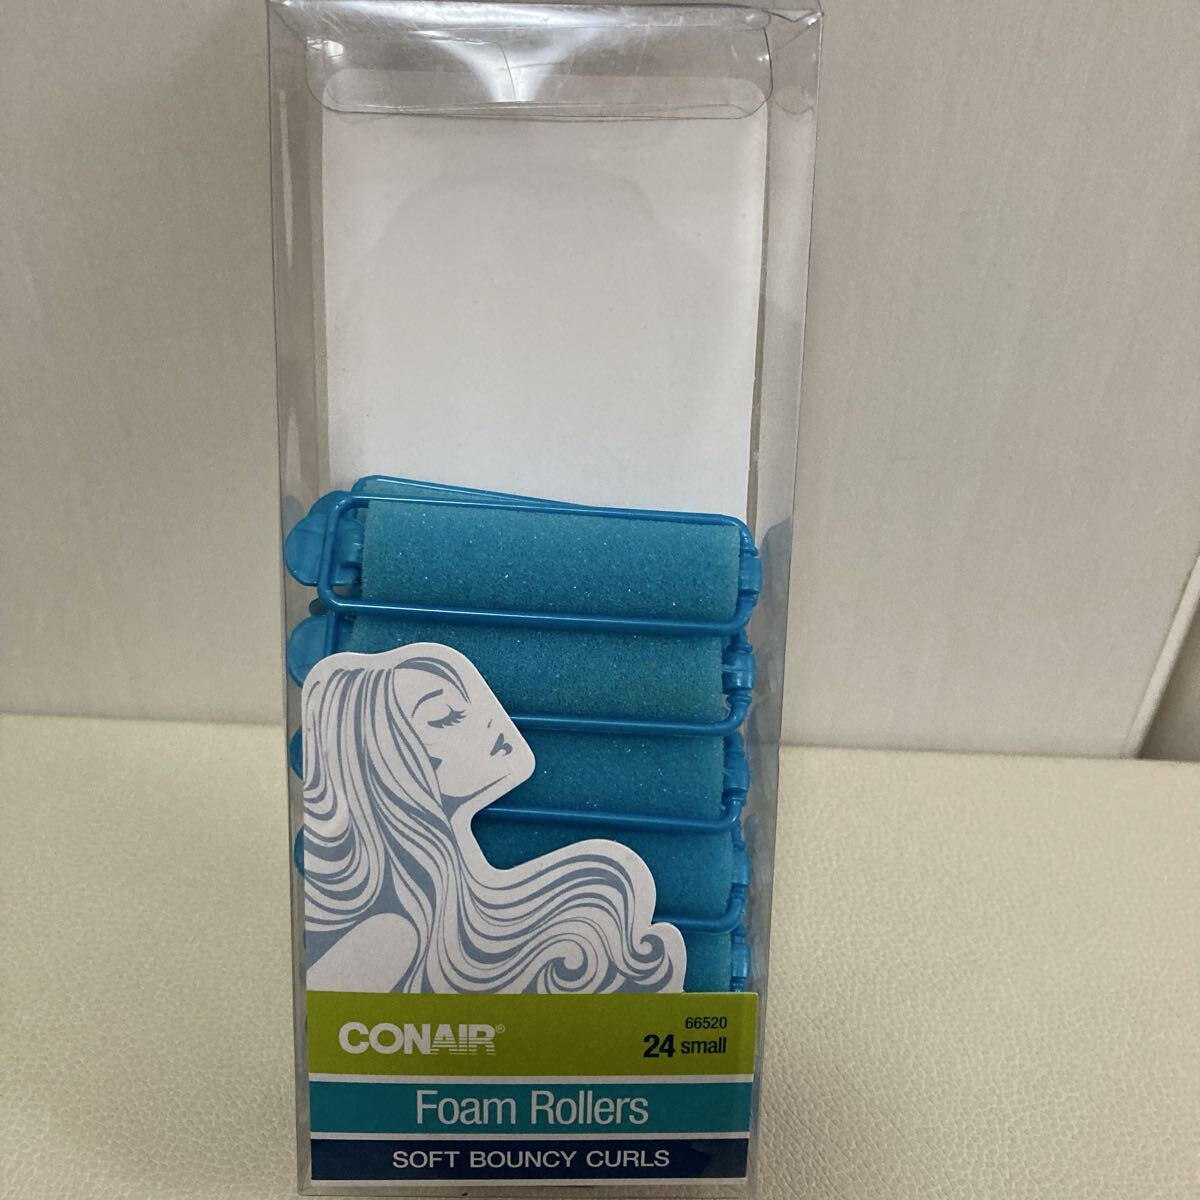 CONAIR®
66520
24 small
Foam Rollers
SOFT BOUNCY CURLS